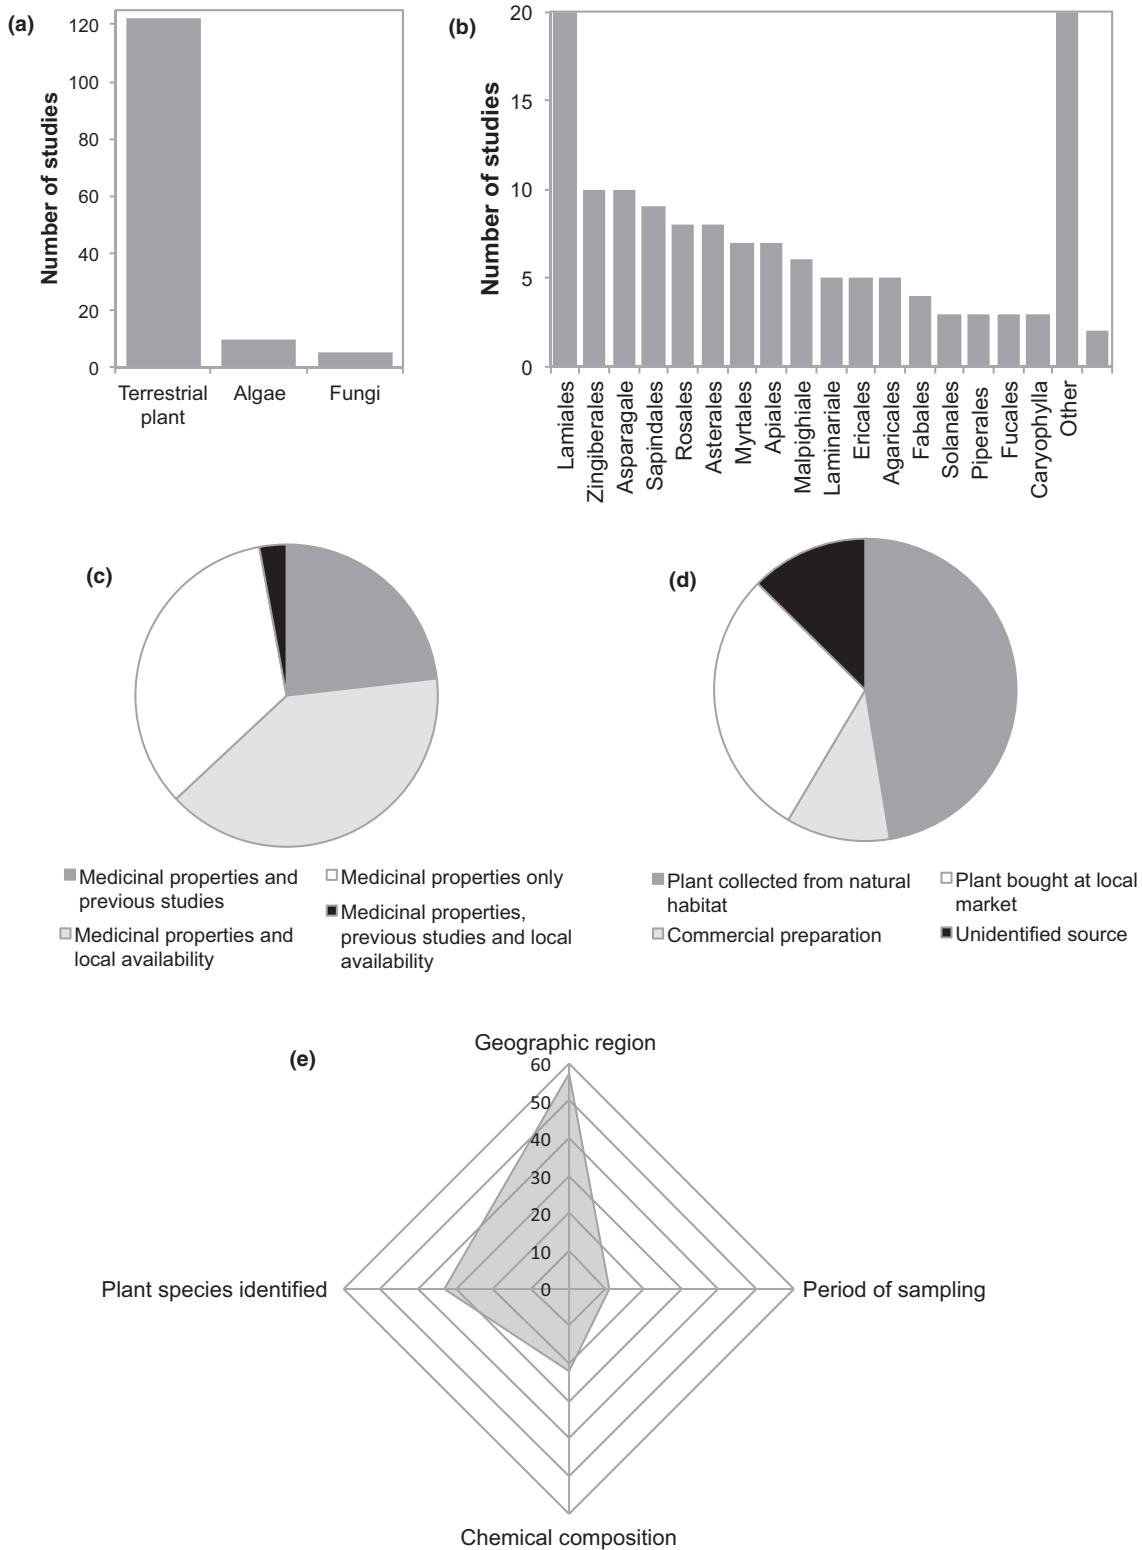 (a)
Number of studies
120
100
80
60
40
20
0
Terrestrial
plant
Algae
Fungi
(b)
Number of studies
20
15
10
5
0
Lamiales
Zingiberales
Asparagale
Sapindales
Rosales
Asterales
Myrtales
Apiales
Malpighiale
Laminariale
Ericales
Agaricales
Fabales
Solanales
Piperales
Fucales
Caryophylla
Other
(c)
Medicinal properties and
previous studies
Medicinal properties and
local availability
Medicinal properties only
Medicinal properties,
previous studies and local
availability
(d)
Plant collected from natural
habitat
Commercial preparation
Plant bought at local
market
Unidentified source
(e)
Geographic region
60
50
40
30
20
10
0
Plant species identified
Period of sampling
Chemical composition